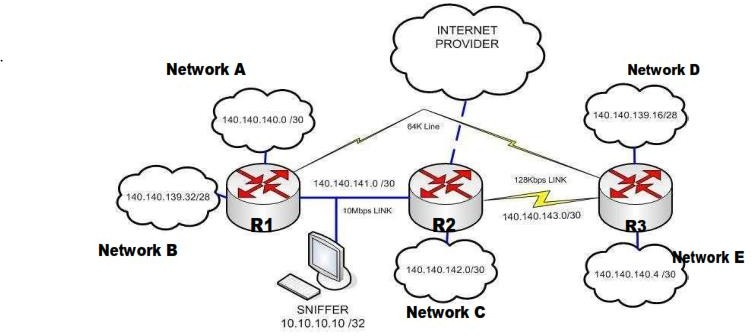 INTERNET
PROVIDER
Network A
Network D
140.140.140.0 /30
64K Line
140.140.139.16/28
140.140.139.32/28
140.140.141.0 /30
128Kbps LINK
10Mbps LINK
140.140.143.0/30
R1
R2
R3
Network B
Network E
140.140.142.0/30
140.140.140.4 /30
SNIFFER
10.10.10.10 /32
Network C